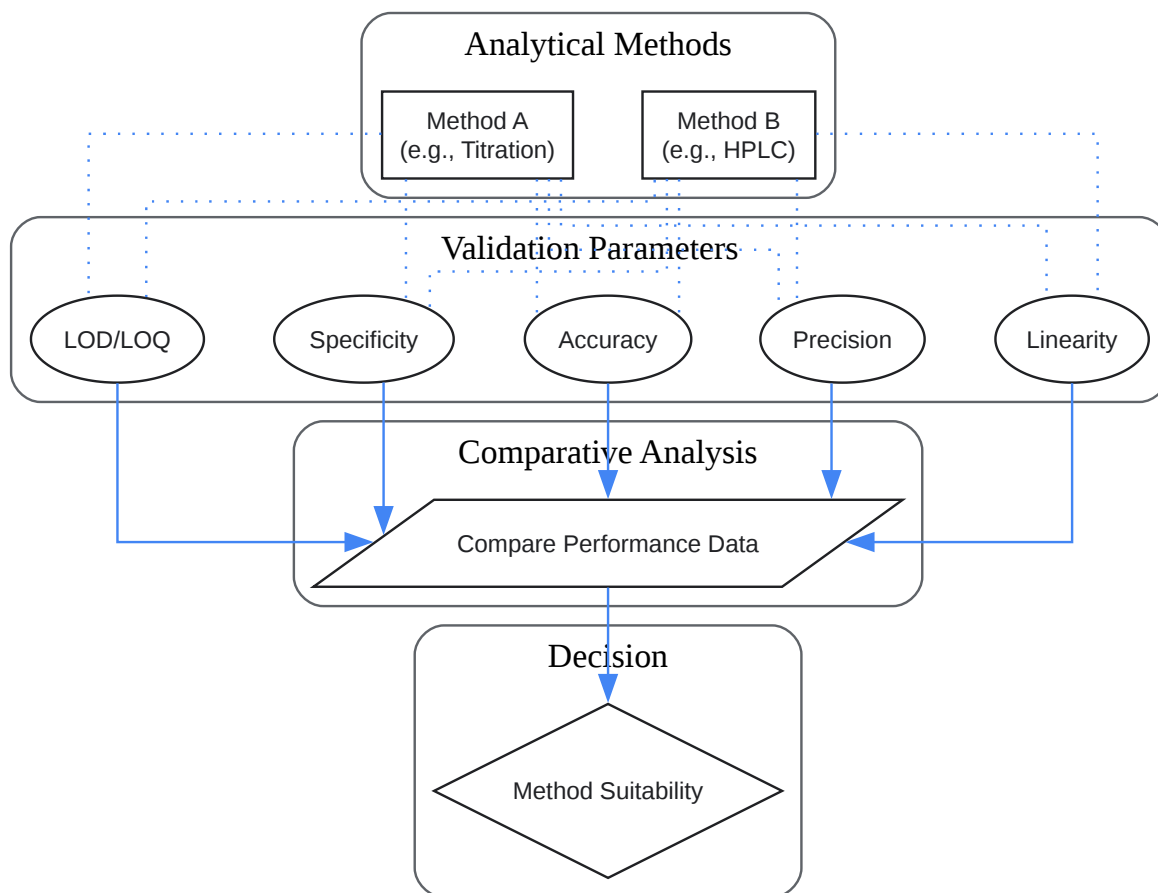 Analytical Methods
Method A
(e.g., Titration)
Method B
(e.g., HPLC)
Validation Parameters
LOD/LOQ
Specificity
Accuracy
Precision
Linearity
Comparative Analysis
Compare Performance Data
Decision
Method Suitability